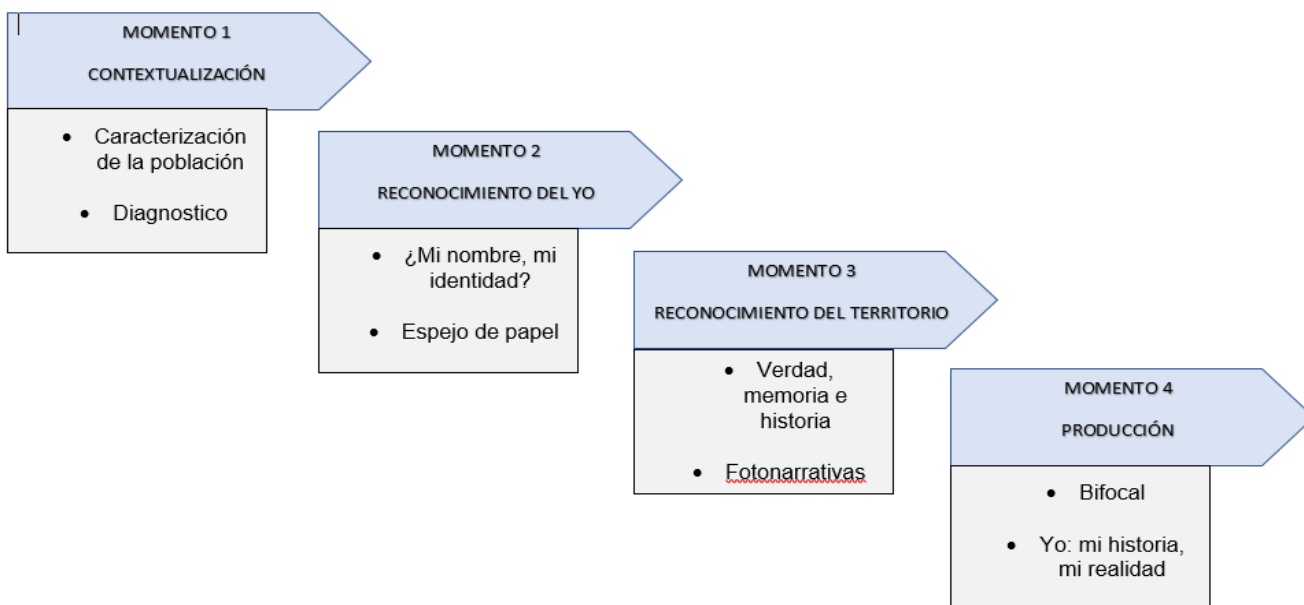 MOMENTO 1
CONTEXTUALIZACIÓN
• Caracterización
de la población
• Diagnostico
MOMENTO 2
RECONOCIMIENTO DEL YO
• ¿Mi nombre, mi
identidad?
• Espejo de papel
MOMENTO 3
RECONOCIMIENTO DEL TERRITORIO
• Verdad,
memoria e
historia
• Fotonarrativas
MOMENTO 4
PRODUCCIÓN
• Bifocal
• Yo: mi historia,
mi realidad